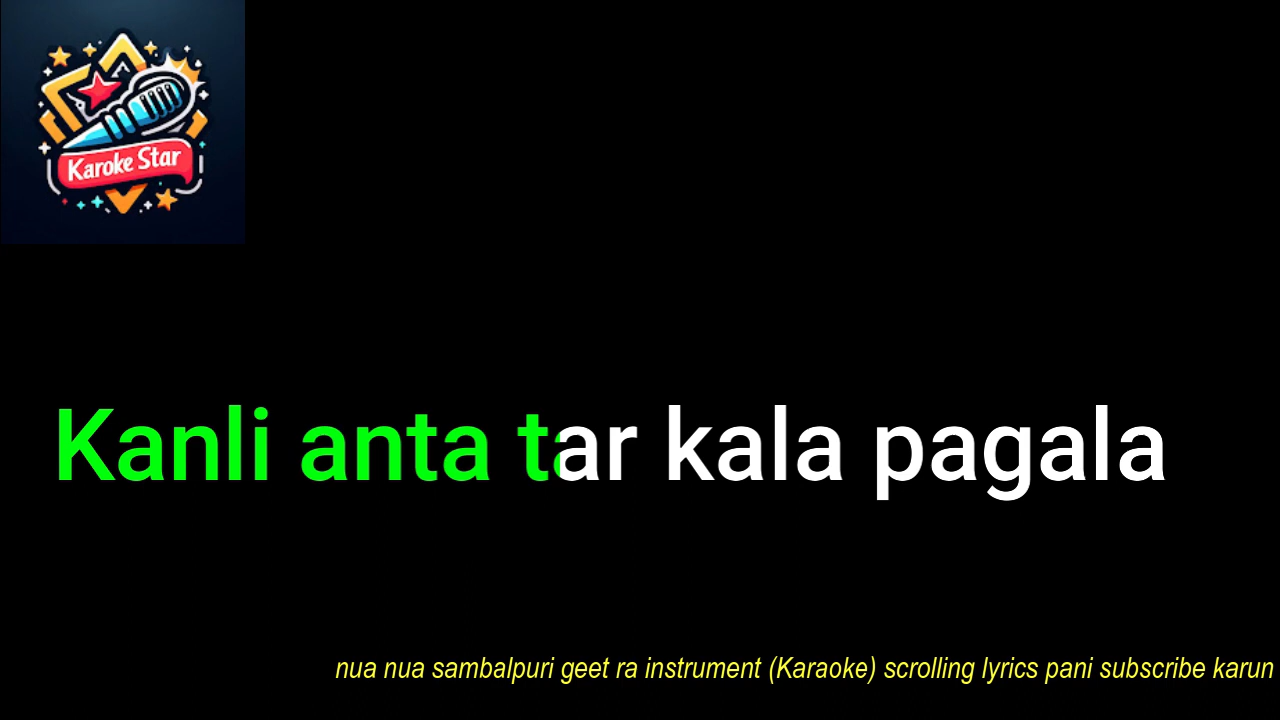 Karoke Star
Kanli anta tar kala pagala
nua nua sambalpuri geet ra instrument (Karaoke) scrolling lyrics pani subscribe karun